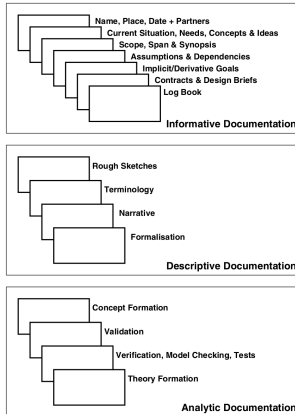 Name, Place, Date + Partners
Current Situation, Needs, Concepts & Ideas
Scope, Span & Synopsis
Assumptions & Dependencies
Implicit/Derivative Goals
Contracts & Design Briefs
Log Book
Informative Documentation
Rough Sketches
Terminology
Narrative
Formalisation
Descriptive Documentation
Concept Formation
Validation
Verification, Model Checking, Tests
Theory Formation
Analytic Documentation